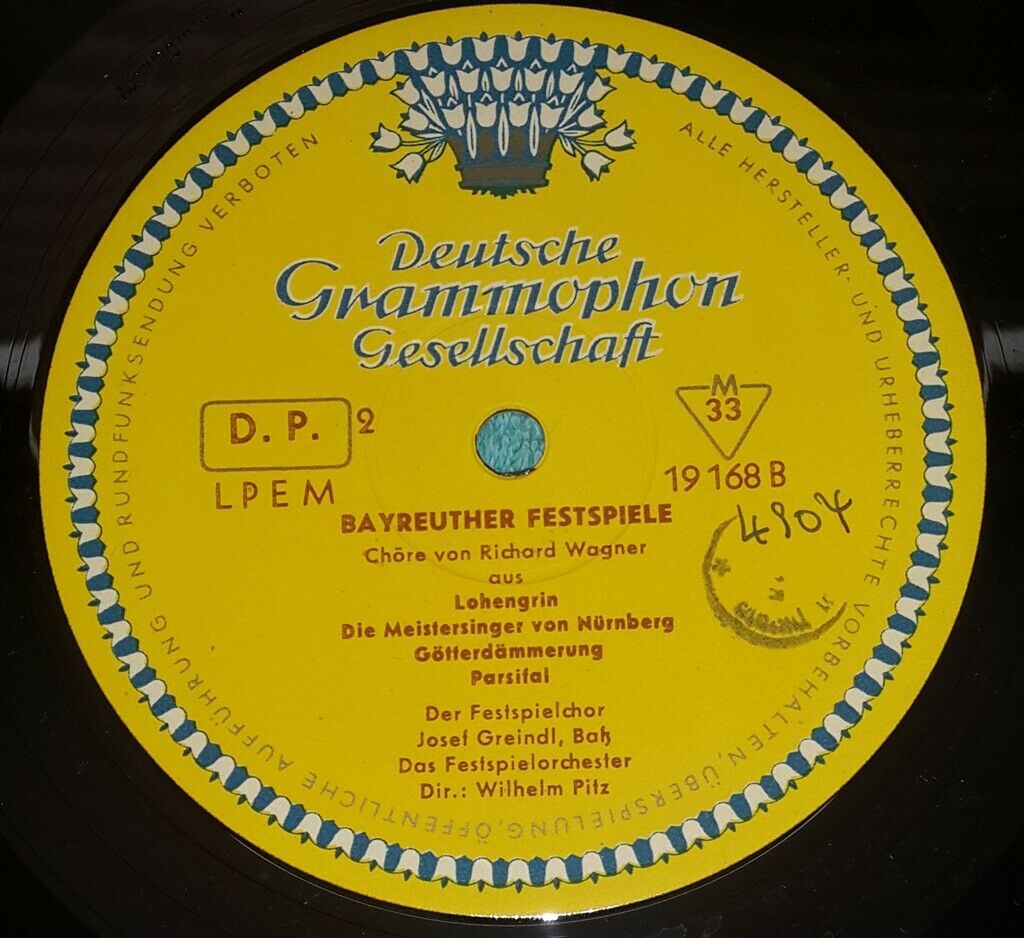 Deutsche
Grammophon
Gesellschaft
D. P. 2
LPEM
M
33
19 168 B
4904
BAYREUTHER FESTSPIELE
Chöre von Richard Wagner
aus
Lohengrin
Die Meistersinger von Nürnberg
Götterdämmerung
Parsifal
Der Festspielchor
Josef Greindl, Baß
Das Festspielorchester
Dir.: Wilhelm Pitz
ALLE HERSTELLER- UND URHEBERRECHTE VORBEHALTEN, ÜBERSPIELUNG, ÖFFENTLICHE AUFFÜHRUNG UND RUNDFUNKSENDUNG VERBOTEN